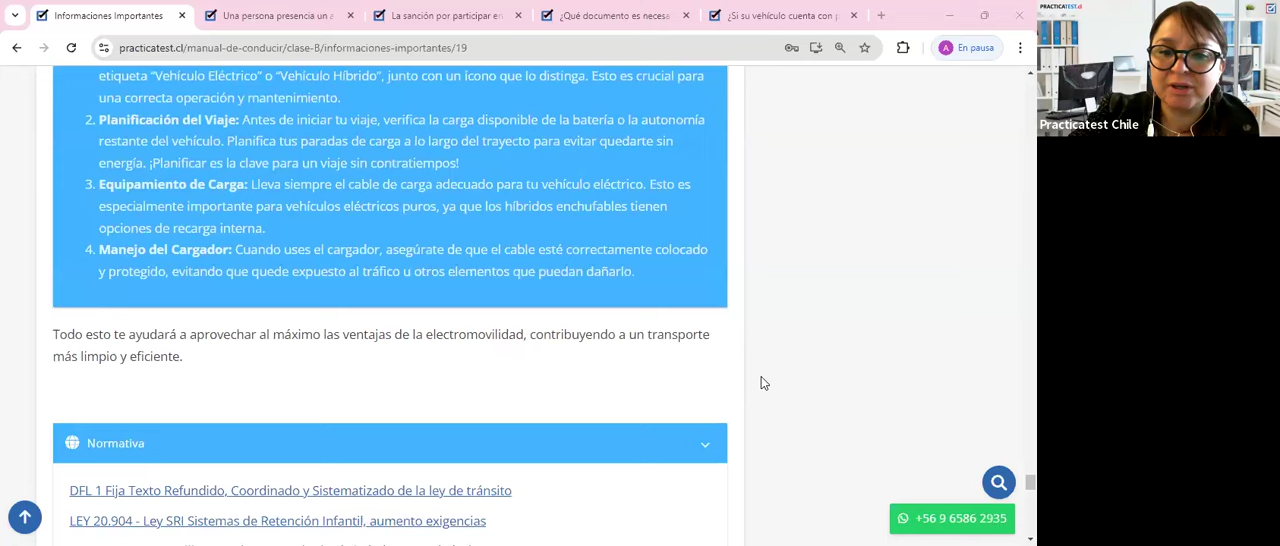 Informaciones Importantes
Una persona presenta un a
La sanción por participar en
¿Qué documento es necesa
¿Si su vehículo cuenta con p
practicatest.cl/manual-de-conducir/clase-B/informaciones-importantes/19
A En pausa
PRACTICATEST.cl
Practicatest Chile
etiqueta "Vehículo Eléctrico" o "Vehículo Híbrido", junto con un ícono que lo distinga. Esto es crucial para
una correcta operación y mantenimiento.
2. Planificación del Viaje: Antes de iniciar tu viaje, verifica la carga disponible de la batería o la autonomía
restante del vehículo. Planifica tus paradas de carga a lo largo del trayecto para evitar quedarte sin
energía. ¡Planificar es la clave para un viaje sin contratiempos!
3. Equipamiento de Carga: Lleva siempre el cable de carga adecuado para tu vehículo eléctrico. Esto es
especialmente importante para vehículos eléctricos puros, ya que los híbridos enchufables tienen
opciones de recarga interna.
4. Manejo del Cargador: Cuando uses el cargador, asegúrate de que el cable esté correctamente colocado
y protegido, evitando que quede expuesto al tráfico u otros elementos que puedan dañarlo.
Todo esto te ayudará a aprovechar al máximo las ventajas de la electromovilidad, contribuyendo a un transporte
más limpio y eficiente.
Normativa
DFL 1 Fija Texto Refundido, Coordinado y Sistematizado de la ley de tránsito
LEY 20.904 - Ley SRI Sistemas de Retención Infantil, aumento exigencias
+56 9 6586 2935